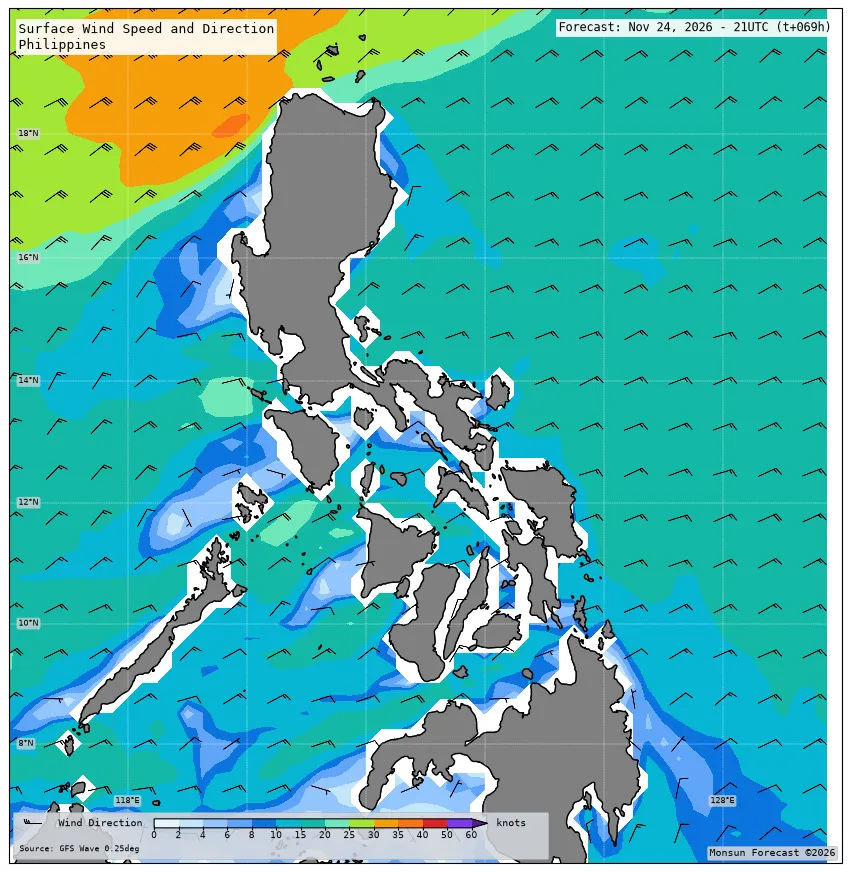 Surface Wind Speed and Direction
Philippines
Forecast: Nov 24, 2026 - 21UTC (t+069h)
18°N
16°N
14°N
12°N
10°N
8°N
118°E
128°E
Wind Direction
0 2 4 6 8 10 15 20 25 30 35 40 50 60
knots
Source: GFS Wave 0.25deg
Monsun Forecast ©2026